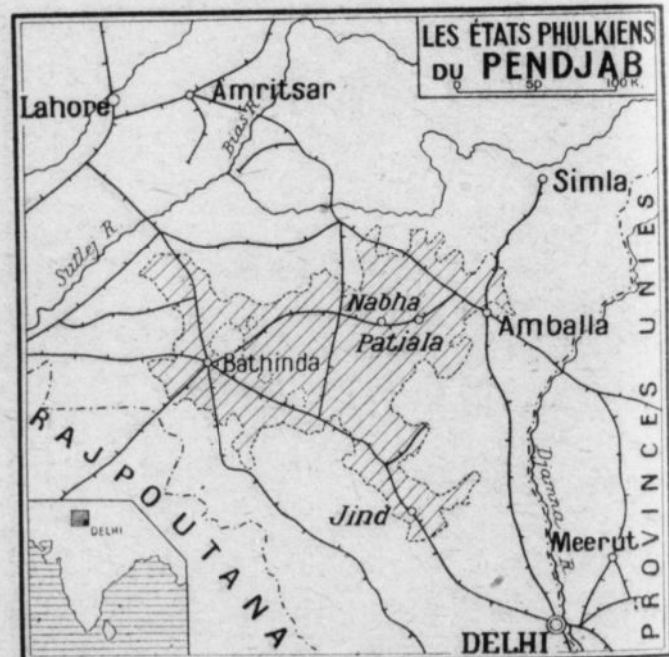 LES ÉTATS PHULKIENS
DU PENDJAB
0 50 100 K.
Lahore
Amritsar
Bias R.
Simla
Sutlej R.
Nabha
Patiala
Amballa
Bathinda
RAJPOUTANA
PROVINCES UNIES
Djamna R.
Jind
Meerut
DELHI
DELHI